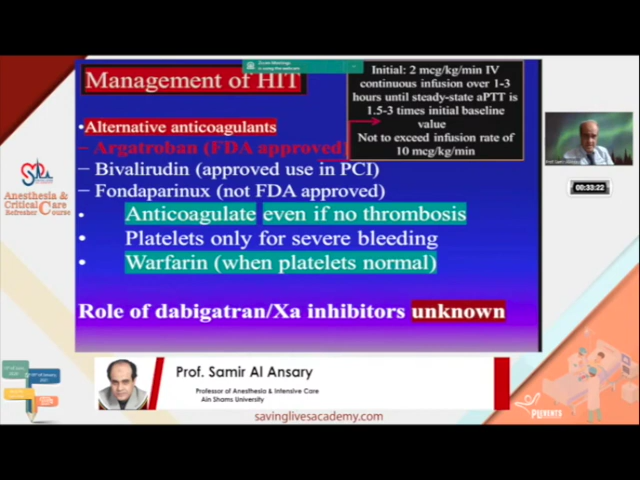 Management of HIT
Initial: 2 mcg/kg/min IV
continuous infusion over 1-3
hours until steady-state aPTT is
1.5-3 times initial baseline
value
Not to exceed infusion rate of
10 mcg/kg/min
•Alternative anticoagulants
– Argatroban (FDA approved)
– Bivalirudin (approved use in PCI)
– Fondaparinux (not FDA approved)
• Anticoagulate even if no thrombosis
• Platelets only for severe bleeding
• Warfarin (when platelets normal)
Role of dabigatran/Xa inhibitors unknown
Anesthesia &
Critical Care
Refresher Course
00:33:22
Prof. Samir Al Ansary
Professor of Anesthesia & Intensive Care
Ain Shams University
savinglivesacademy.com
PREVENTS